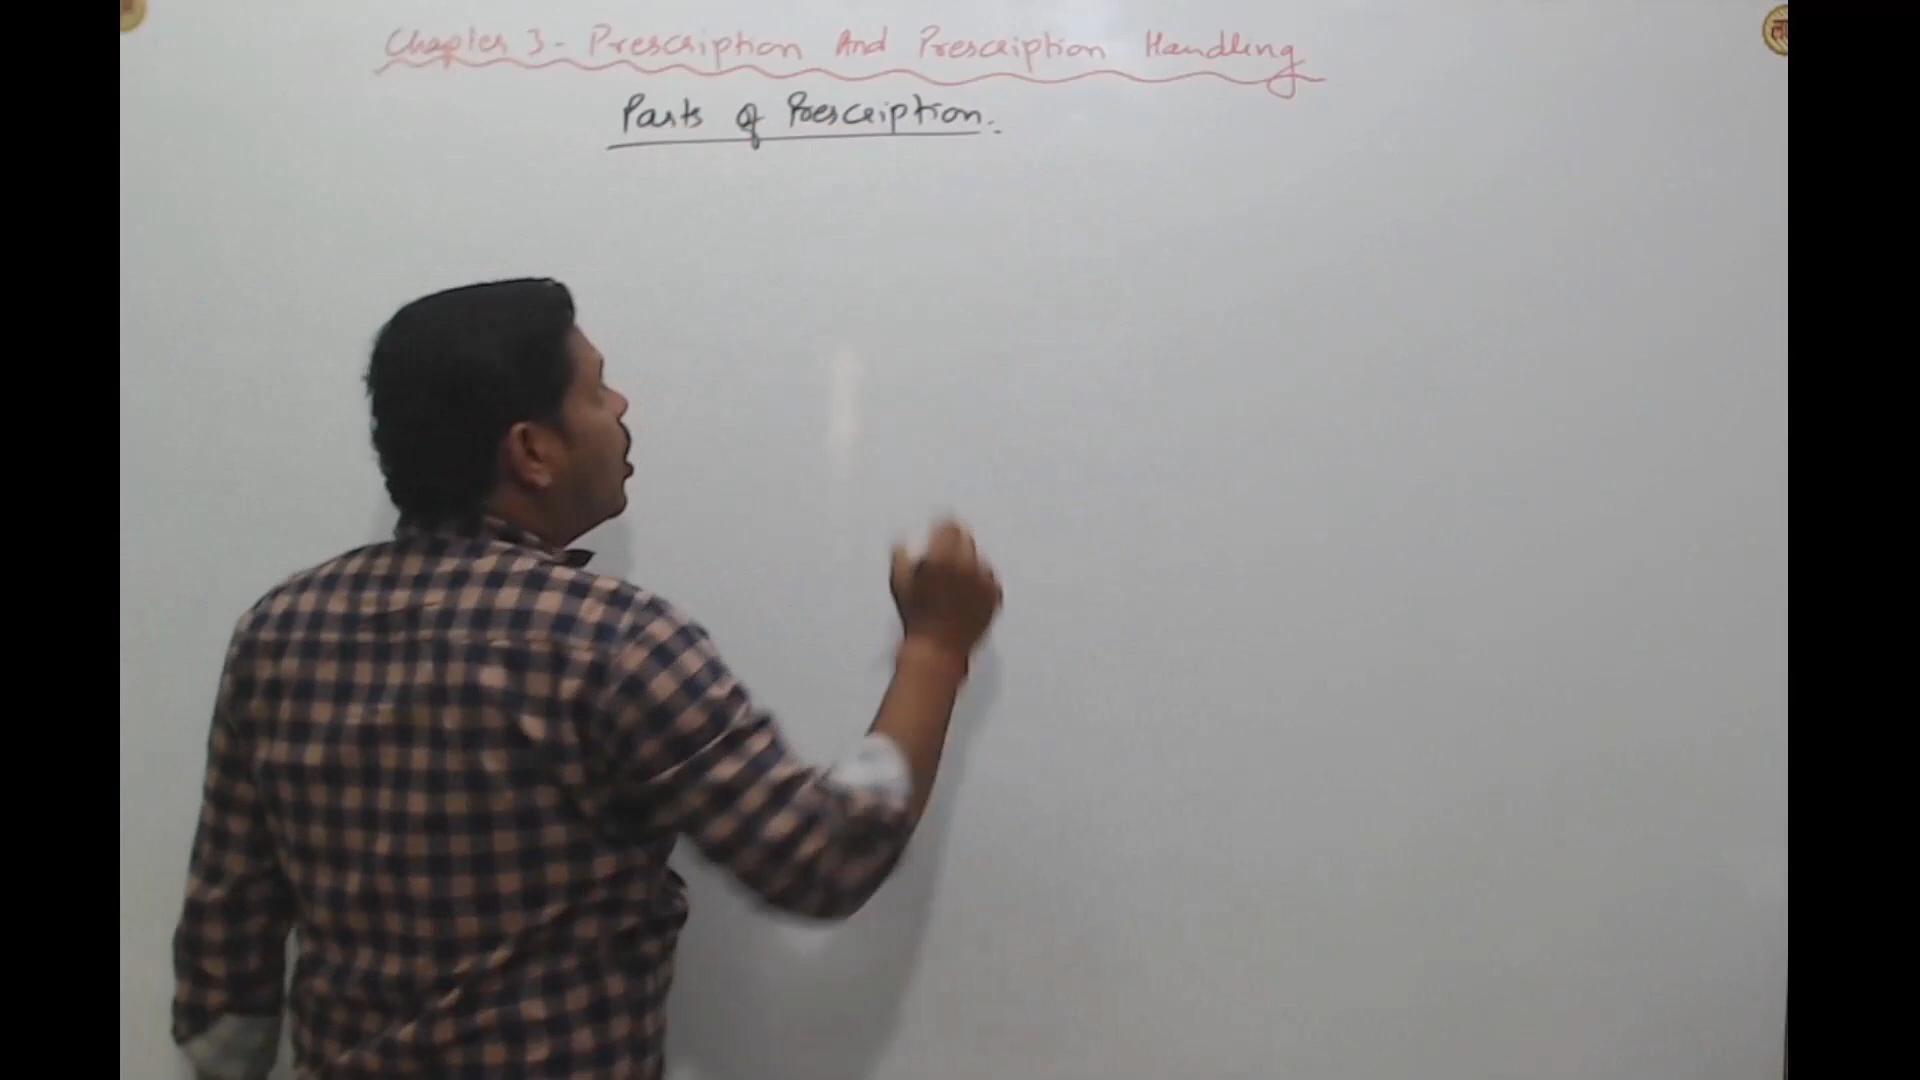 Chapter 3 - Prescription And Prescription Handling
Parts of Prescription.